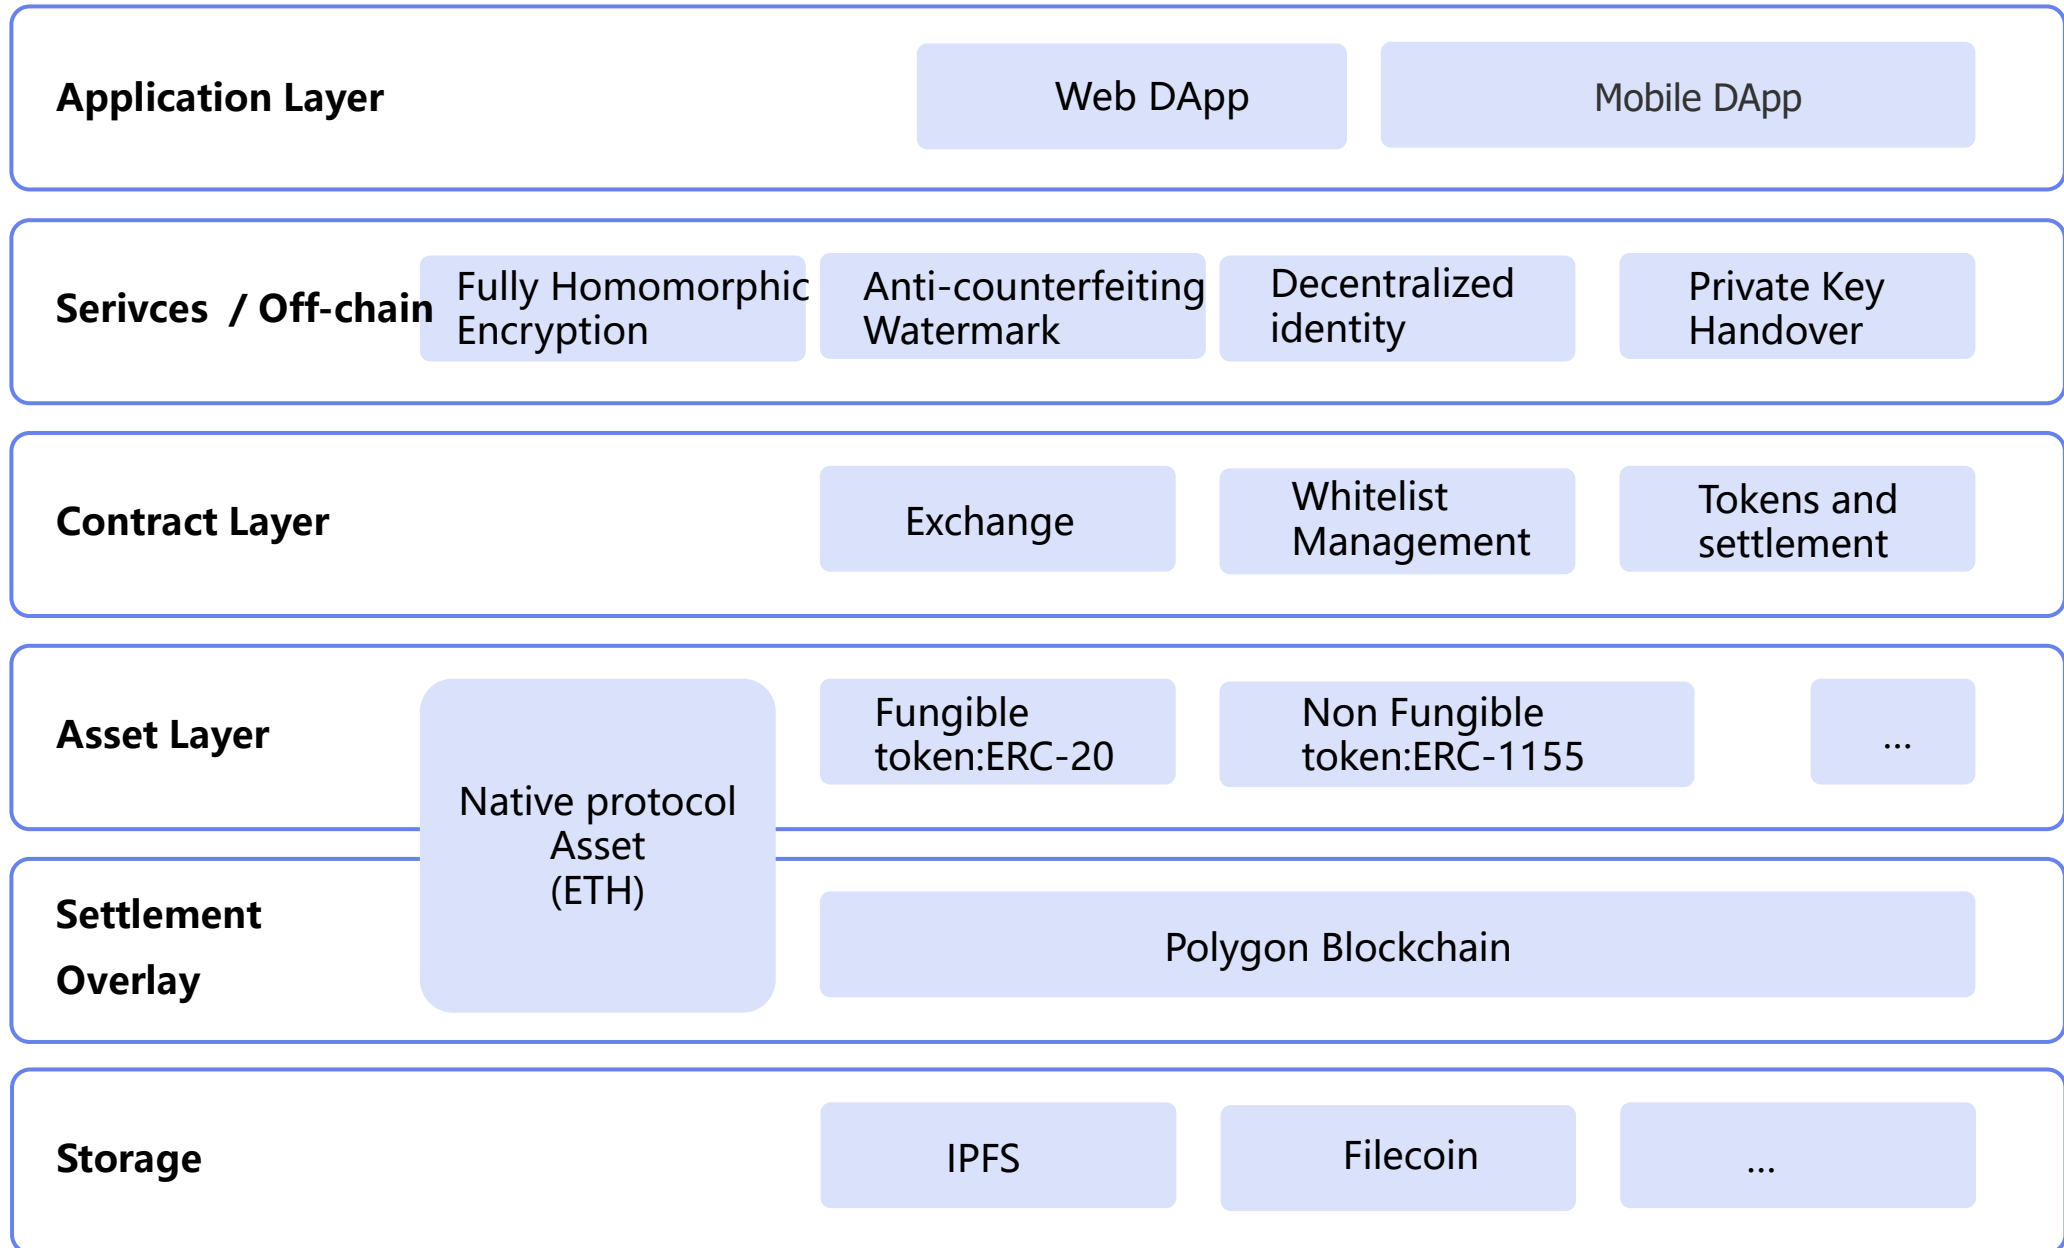 Application Layer
Web DApp
Mobile DApp
Serivces / Off-chain
Fully Homomorphic
Encryption
Anti-counterfeiting
Watermark
Decentralized
identity
Private Key
Handover
Contract Layer
Exchange
Whitelist
Management
Tokens and
settlement
Asset Layer
Native protocol
Asset
(ETH)
Fungible
token:ERC-20
Non Fungible
token:ERC-1155
...
Settlement
Overlay
Polygon Blockchain
Storage
IPFS
Filecoin
...